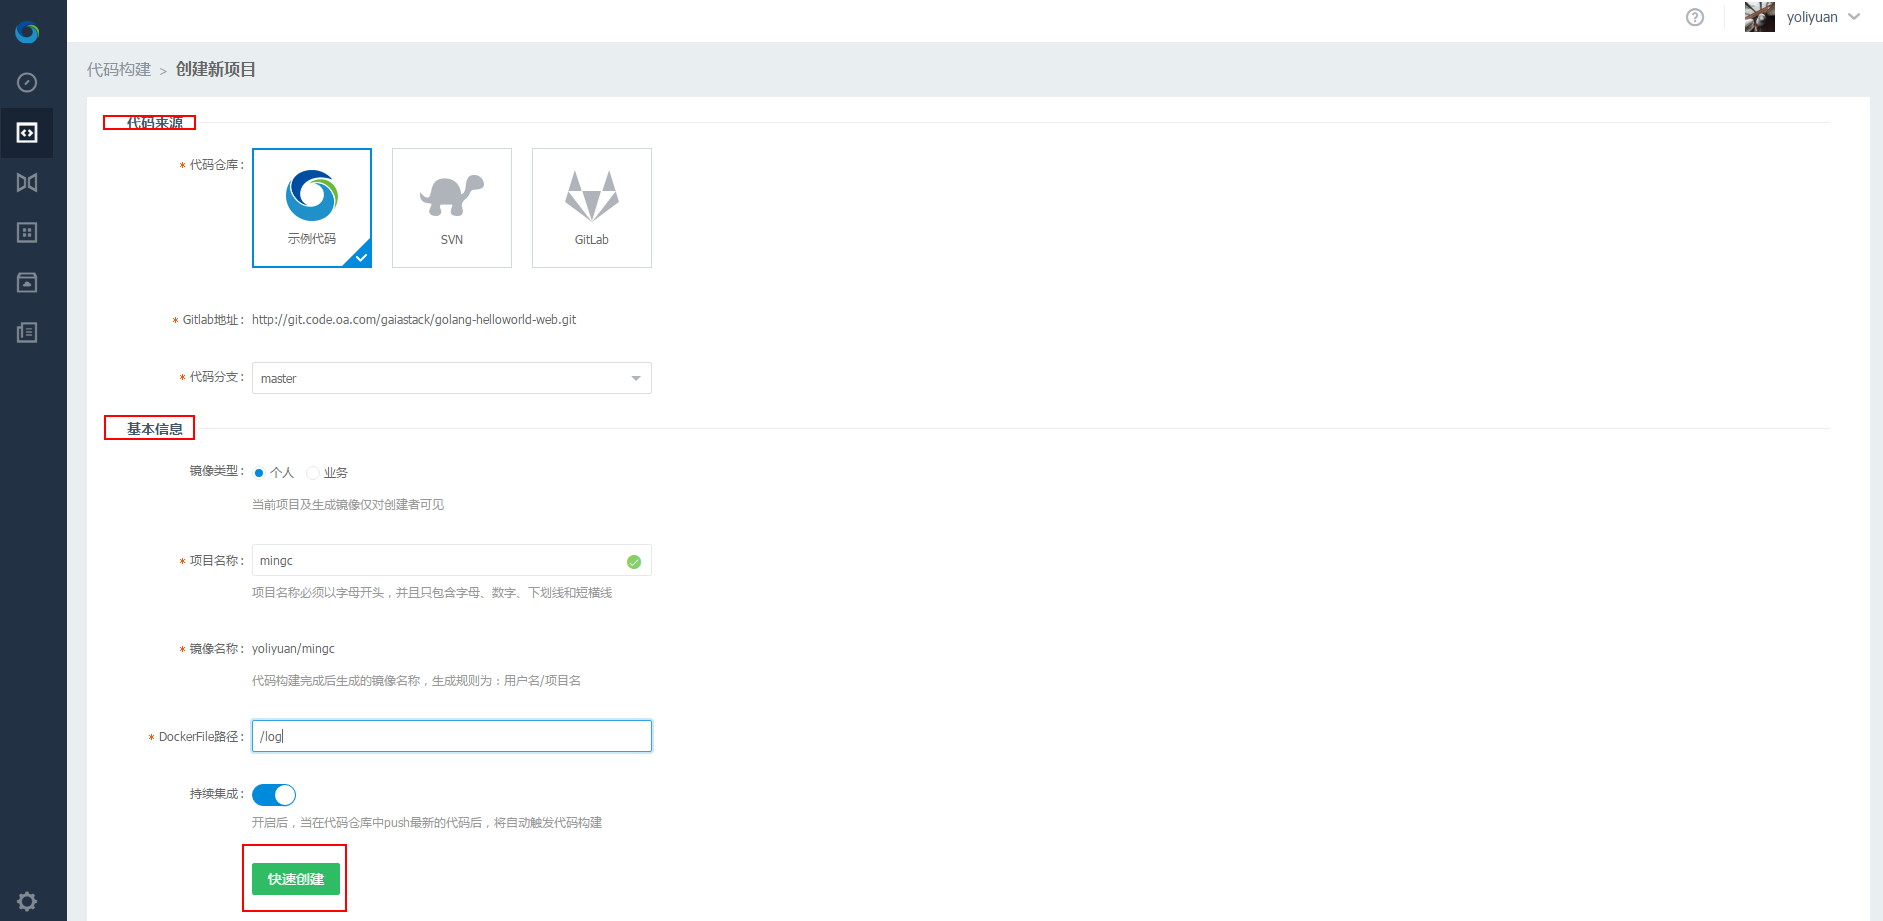 yoliyuan
代码构建 > 创建新项目
代码来源
* 代码仓库:
示例代码
SVN
GitLab
* Gitlab地址: http://git.code.oa.com/gaiastack/golang-helloworld-web.git
* 代码分支: master
基本信息
镜像类型: 个人 业务
当前项目及生成镜像仅对创建者可见
* 项目名称: mingc
项目名称必须以字母开头，并且只包含字母、数字、下划线和短横线
* 镜像名称: yoliyuan/mingc
代码构建完成后生成的镜像名称，生成规则为：用户名/项目名
* DockerFile路径: /log
持续集成:
开启后，当在代码仓库中push最新的代码后，将自动触发代码构建
快速创建